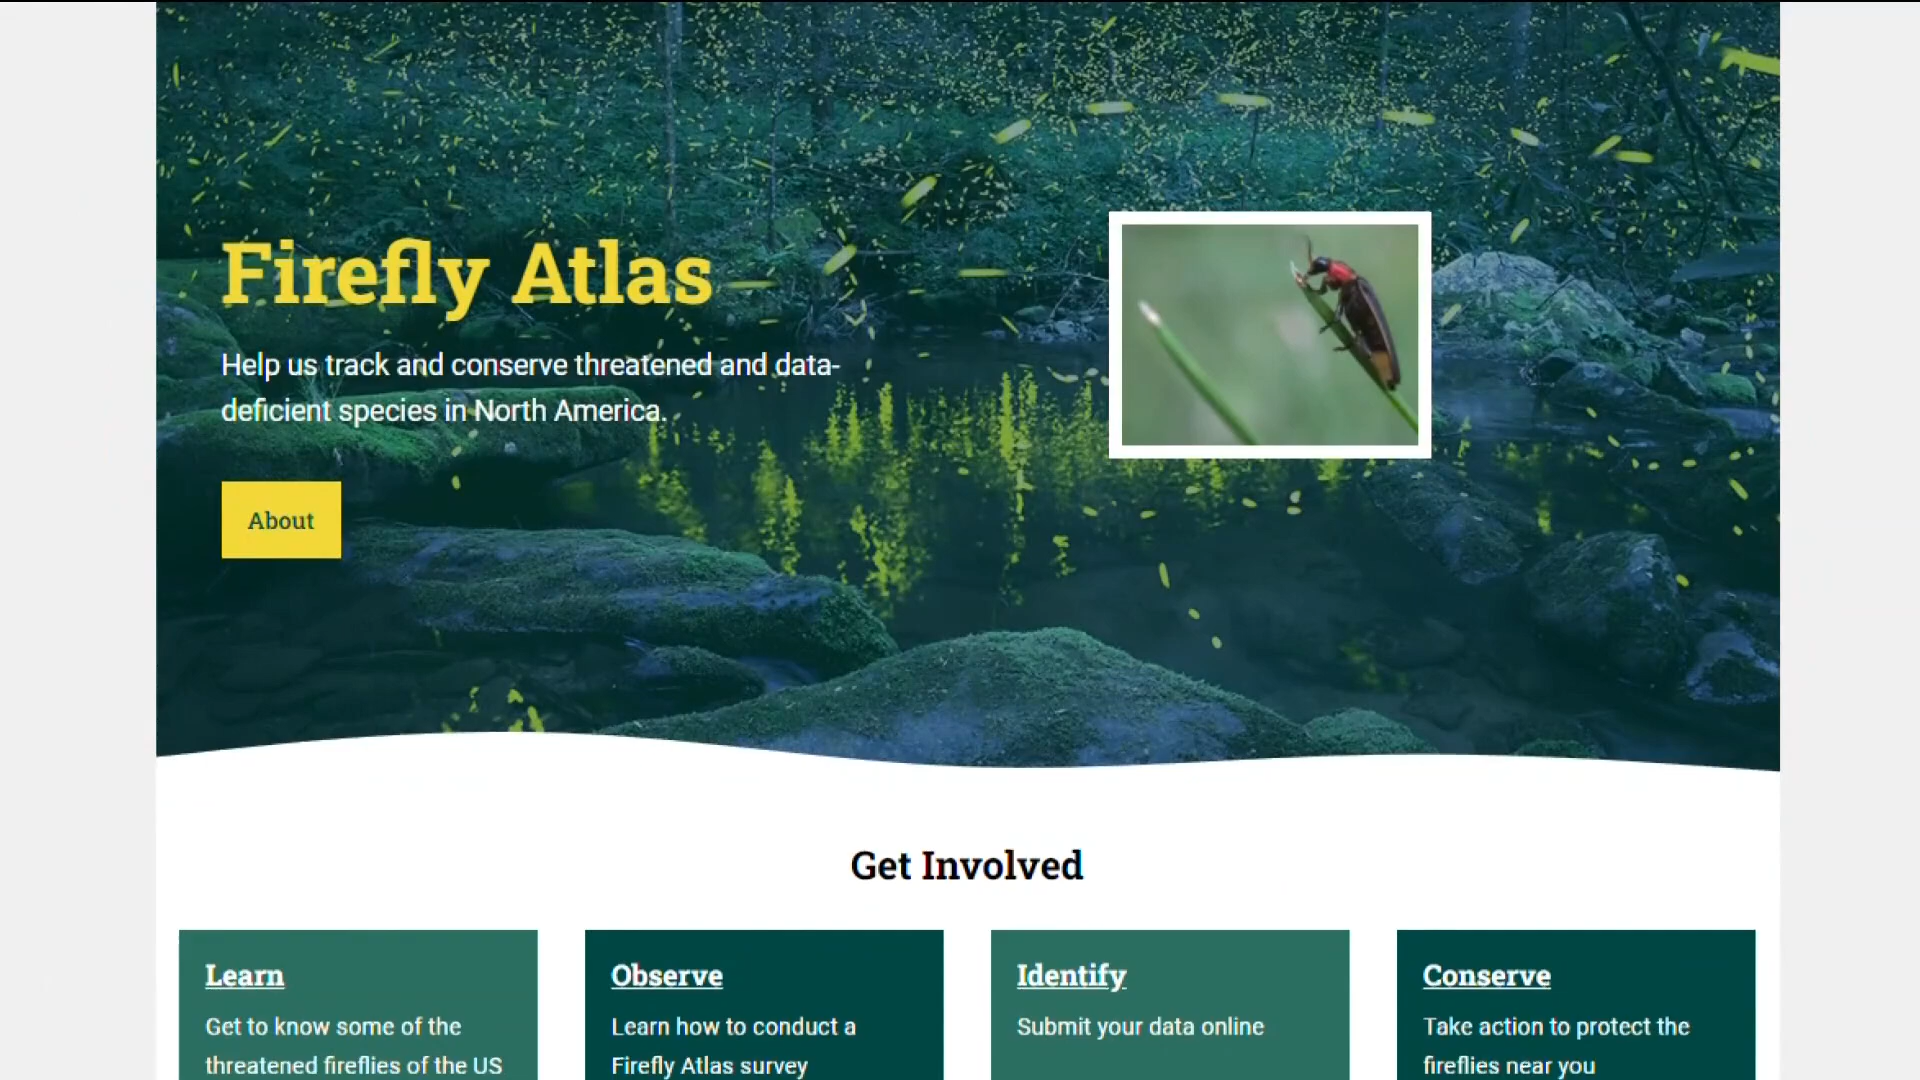 Firefly Atlas
Help us track and conserve threatened and data-
deficient species in North America.
About
Get Involved
Learn
Get to know some of the
threatened fireflies of the US
Observe
Learn how to conduct a
Firefly Atlas survey
Identify
Submit your data online
Conserve
Take action to protect the
fireflies near you